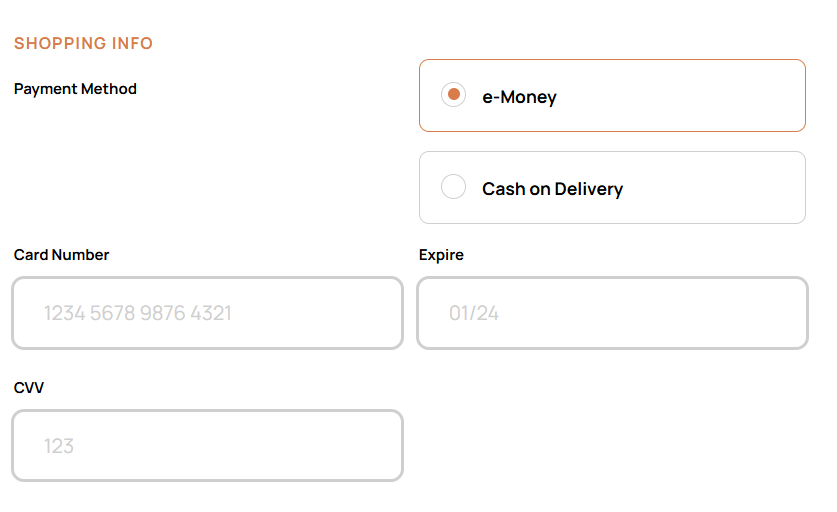 SHOPPING INFO
Payment Method
e-Money
Cash on Delivery
Card Number
Expire
1234 5678 9876 4321
01/24
CVV
123